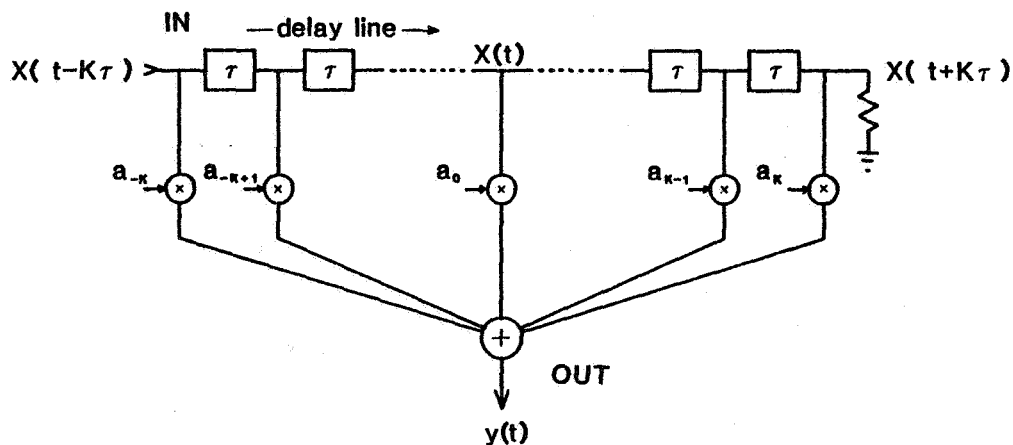 IN
—delay line→
X( t-Kτ ) τ τ X(t) τ τ X( t+Kτ )
a₋ₖ a₋ₖ₊₁ a₀ aₖ₋₁ aₖ
× × × × ×
+
OUT
y(t)